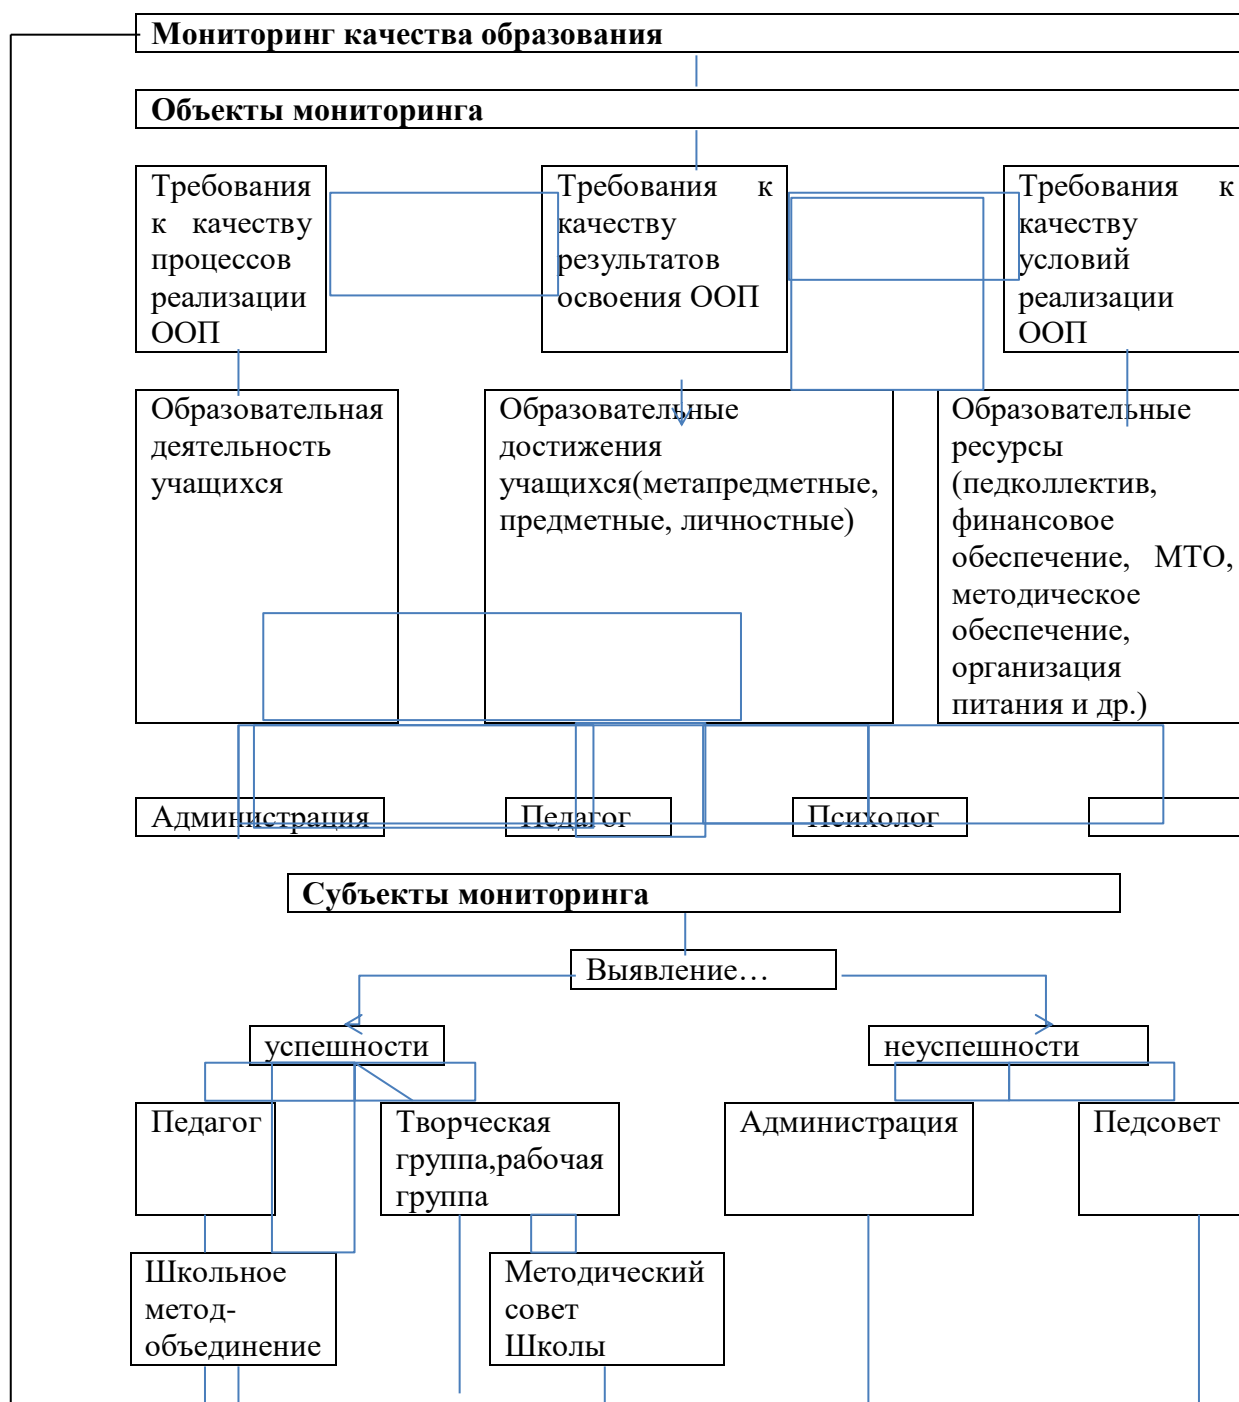 Мониторинг качества образования
Объекты мониторинга
Требования
к качеству
процессов
реализации
ООП
Требования к
качеству
результатов
освоения ООП
Требования к
качеству
условий
реализации
ООП
Образовательная
деятельность
учащихся
Образовательные
достижения
учащихся(метапредметные,
предметные, личностные)
Образовательные
ресурсы
(педколлектив,
финансовое
обеспечение, МТО,
методическое
обеспечение,
организация
питания и др.)
Администрация
Педагог
Психолог
Субъекты мониторинга
Выявление…
успешности
неуспешности
Педагог
Творческая
группа,рабочая
группа
Администрация
Педсовет
Школьное
метод-
объединение
Методический
совет
Школы